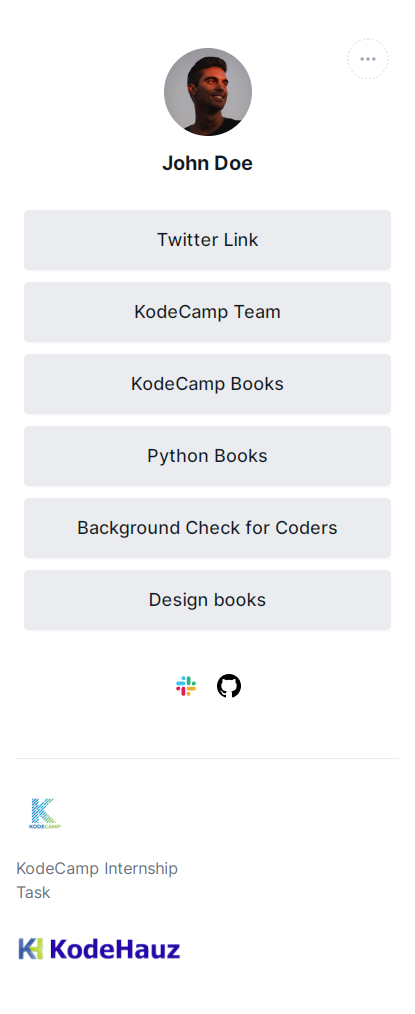 John Doe
Twitter Link
KodeCamp Team
KodeCamp Books
Python Books
Background Check for Coders
Design books
KODECAMP
KodeCamp Internship
Task
KodeHauz